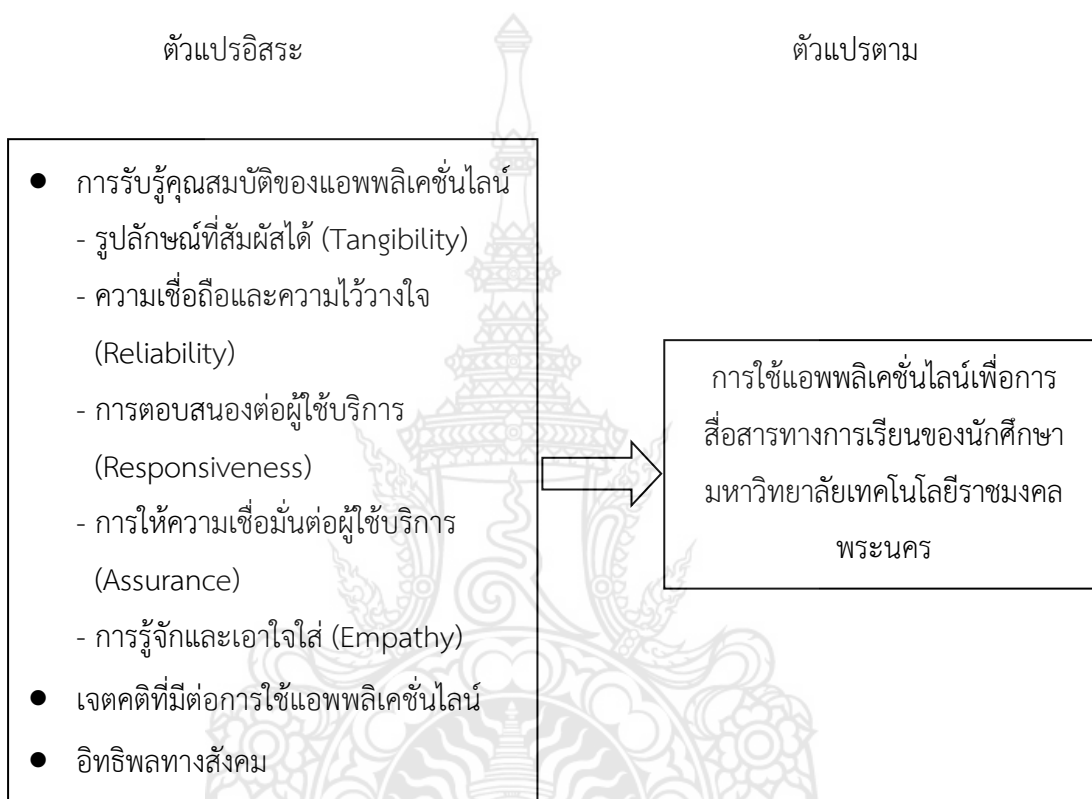 ตัวแปรอิสระ
ตัวแปรตาม
● การรับรู้คุณสมบัติของแอพพลิเคชั่นไลน์
- รูปลักษณ์ที่สัมผัสได้ (Tangibility)
- ความเชื่อถือและความไว้วางใจ
(Reliability)
- การตอบสนองต่อผู้ใช้บริการ
(Responsiveness)
- การให้ความเชื่อมั่นต่อผู้ใช้บริการ
(Assurance)
- การรู้จักและเอาใจใส่ (Empathy)
● เจตคติที่มีต่อการใช้แอพพลิเคชั่นไลน์
● อิทธิพลทางสังคม
การใช้แอพพลิเคชั่นไลน์เพื่อการ
สื่อสารทางการเรียนของนักศึกษา
มหาวิทยาลัยเทคโนโลยีราชมงคล
พระนคร